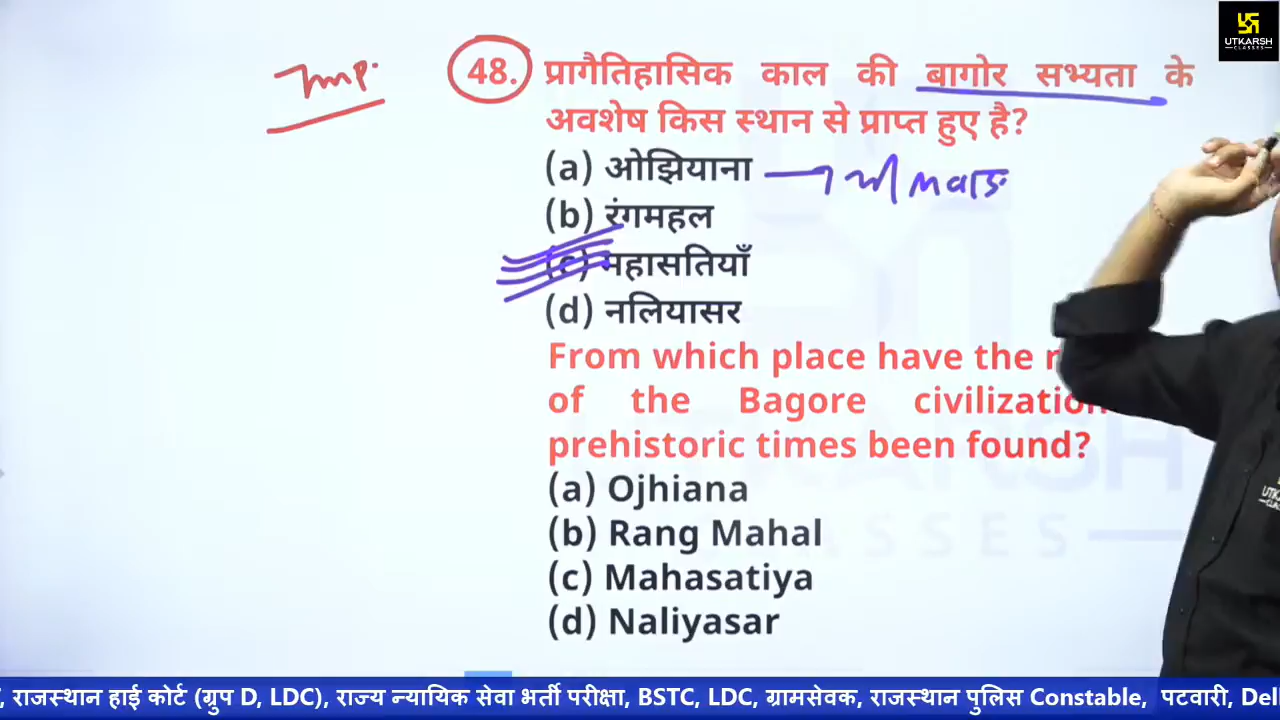 UTKARSH
CLASSES
Imp.
48. प्रागैतिहासिक काल की बागोर सभ्यता के
अवशेष किस स्थान से प्राप्त हुए है?
(a) ओझियाना
(b) रंगमहल
(c) महासतियाँ
(d) नलियासर
From which place have the
of the Bagore civilization
prehistoric times been found?
(a) Ojhiana
(b) Rang Mahal
(c) Mahasatiya
(d) Naliyasar
, राजस्थान हाई कोर्ट (ग्रुप D, LDC), राज्य न्यायिक सेवा भर्ती परीक्षा, BSTC, LDC, ग्रामसेवक, राजस्थान पुलिस Constable, पटवारी, Del